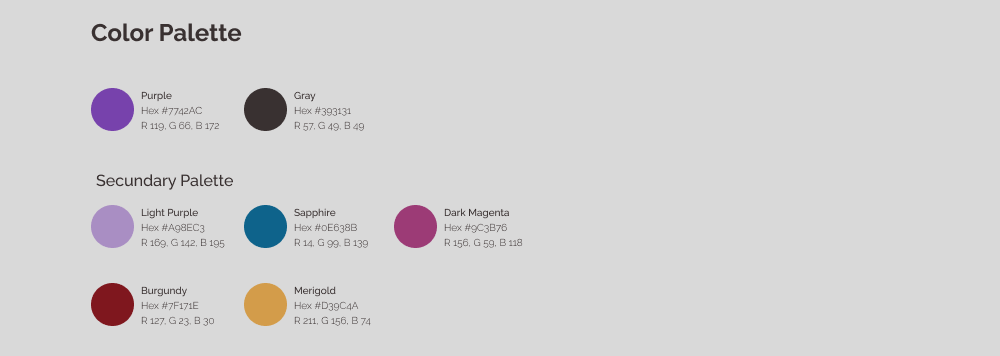 Color Palette
Purple
Hex #7742AC
R 119, G 66, B 172
Gray
Hex #393131
R 57, G 49, B 49
Secundary Palette
Light Purple
Hex #A98EC3
R 169, G 142, B 195
Sapphire
Hex #0E638B
R 14, G 99, B 139
Dark Magenta
Hex #9C3B76
R 156, G 59, B 118
Burgundy
Hex #7F171E
R 127, G 23, B 30
Merigold
Hex #D39C4A
R 211, G 156, B 74